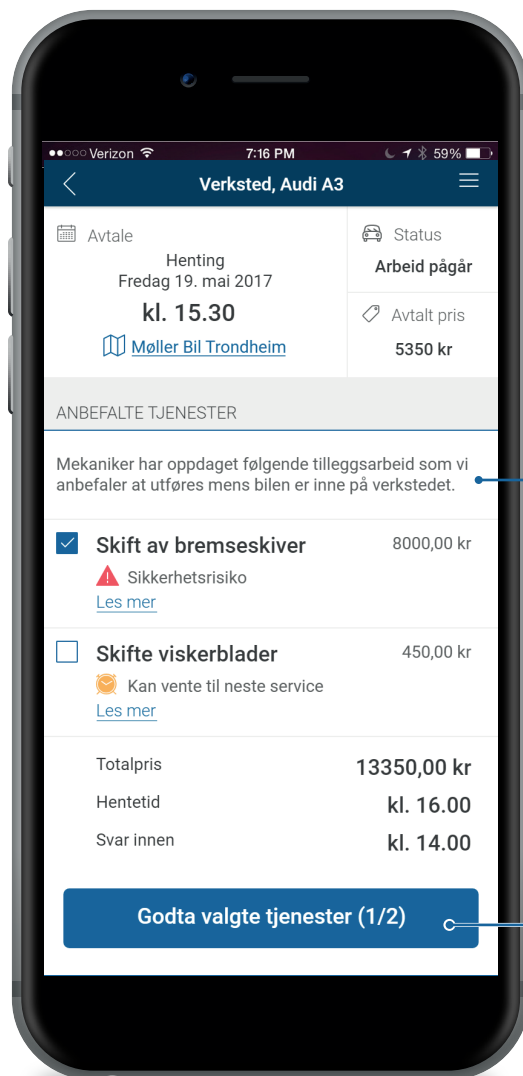 Verizon 7:16 PM 59%
Verksted, Audi A3
Avtale
Henting
Fredag 19. mai 2017
kl. 15.30
Møller Bil Trondheim
Status
Arbeid pågår
Avtalt pris
5350 kr
ANBEFALTE TJENESTER
Mekaniker har oppdaget følgende tilleggsarbeid som vi
anbefaler at utføres mens bilen er inne på verkstedet.
Skift av bremseskiver 8000,00 kr
Sikkerhetsrisiko
Les mer
Skifte viskerblader 450,00 kr
Kan vente til neste service
Les mer
Totalpris 13350,00 kr
Hentetid kl. 16.00
Svar innen kl. 14.00
Godta valgte tjenester (1/2)